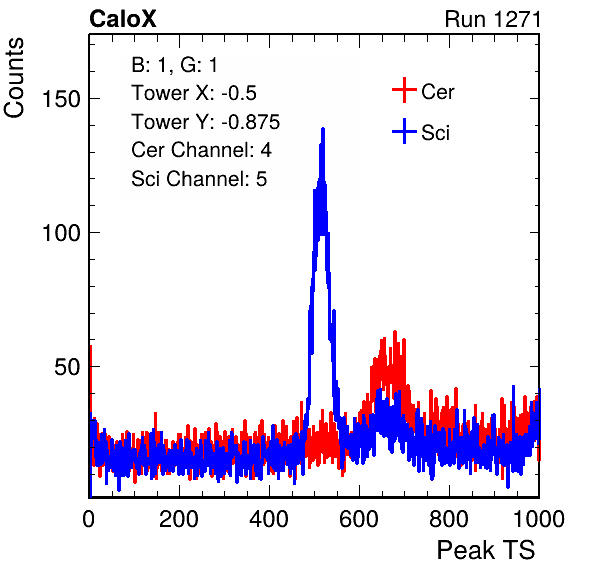 CaloX Run 1271
Counts
B: 1, G: 1
Tower X: -0.5
Tower Y: -0.875
Cer Channel: 4
Sci Channel: 5
Cer
Sci
150
100
50
0 200 400 600 800 1000
Peak TS